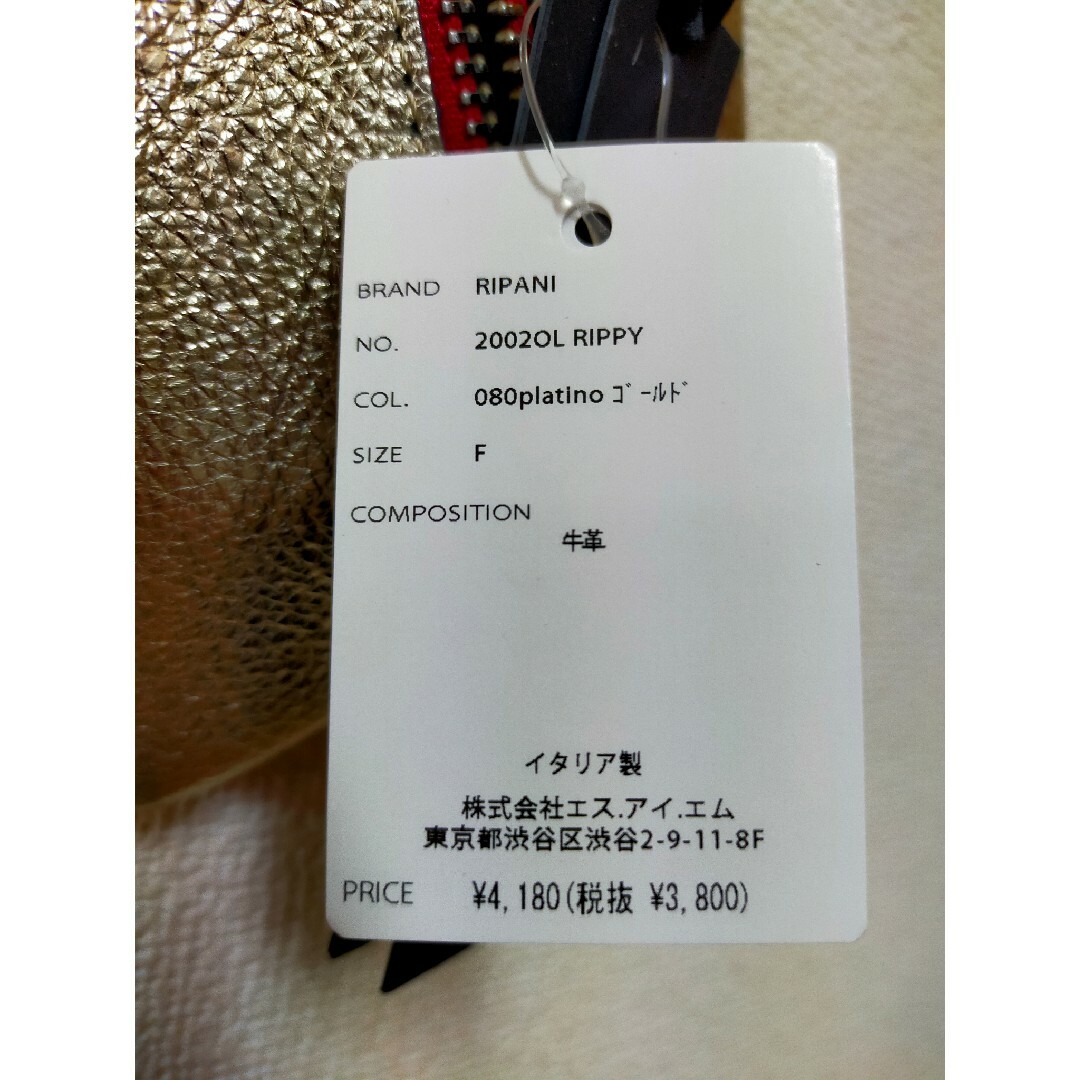 BRAND RIPANI
NO. 2002OL RIPPY
COL. 080platino ｺﾞｰﾙﾄﾞ
SIZE F
COMPOSITION
牛革
イタリア製
株式会社エス.アイ.エム
東京都渋谷区渋谷2-9-11-8F
PRICE ¥4,180(税抜 ¥3,800)